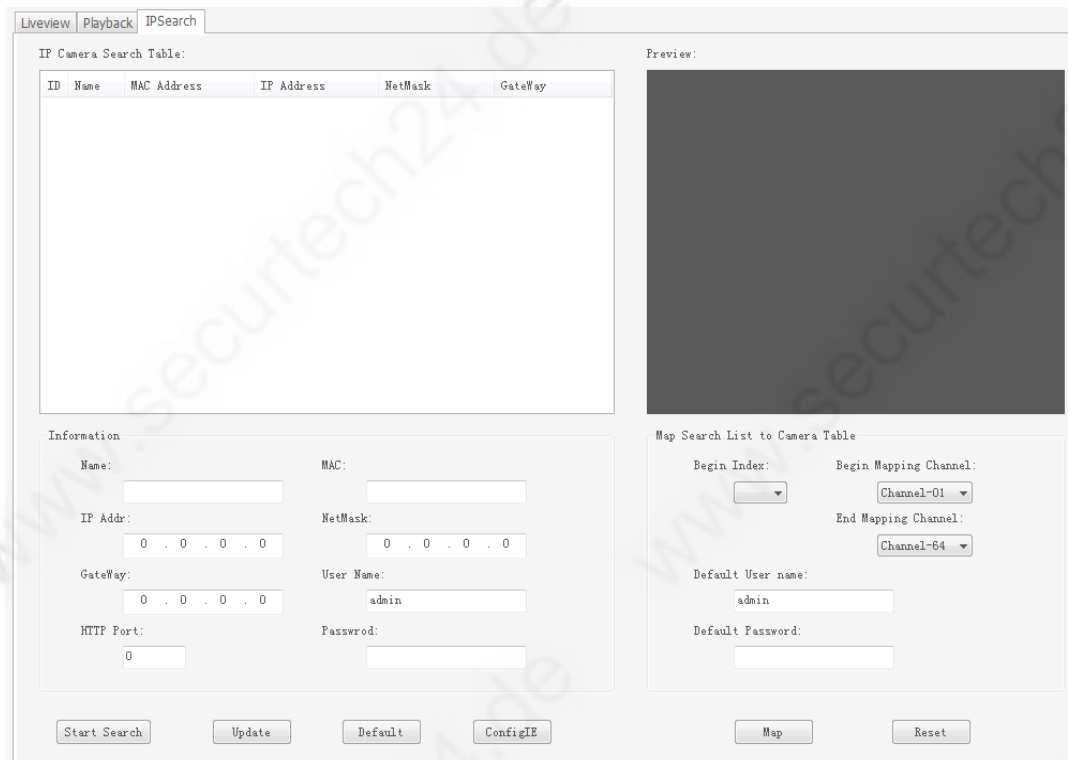 Liveview Playback IPSearch
IP Camera Search Table:
Preview:
ID Name MAC Address IP Address NetMask GateWay
Information
Name:
MAC:
IP Addr:
NetMask:
0 . 0 . 0 . 0
0 . 0 . 0 . 0
GateWay:
User Name:
0 . 0 . 0 . 0
admin
HTTP Port:
Passwrod:
0
Map Search List to Camera Table
Begin Index:
Begin Mapping Channel:
Channel-01
End Mapping Channel:
Channel-64
Default User name:
admin
Default Password:
Start Search Update Default ConfigIE Map Reset
www.securtech24.de